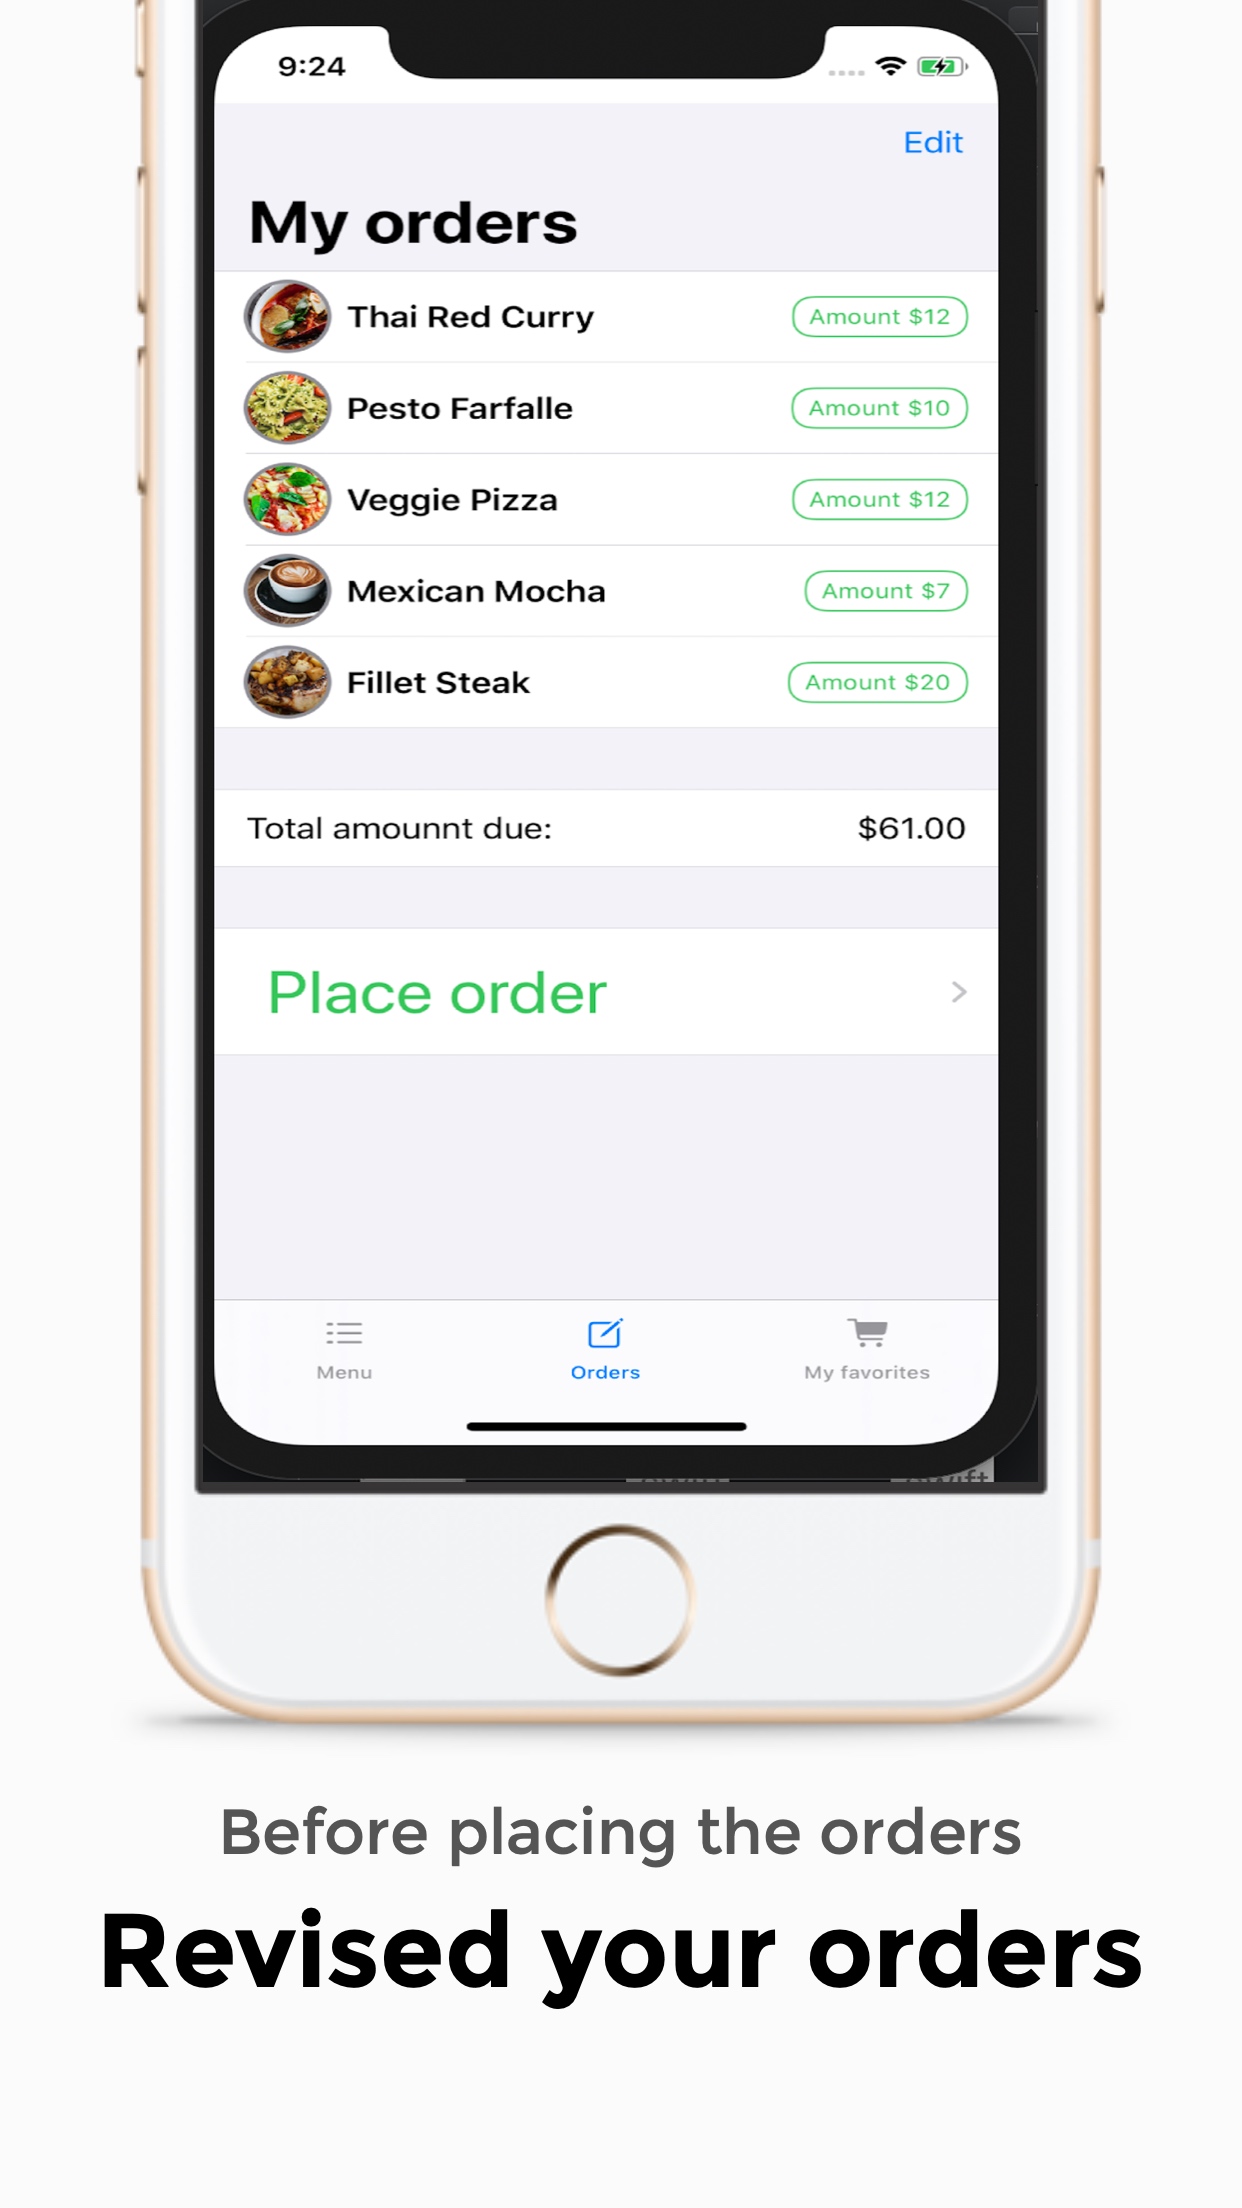 9:24
Edit
My orders
Thai Red Curry
Amount $12
Pesto Farfalle
Amount $10
Veggie Pizza
Amount $12
Mexican Mocha
Amount $7
Fillet Steak
Amount $20
Total amounnt due:
$61.00
Place order
Menu
Orders
My favorites
Before placing the orders
Revised your orders